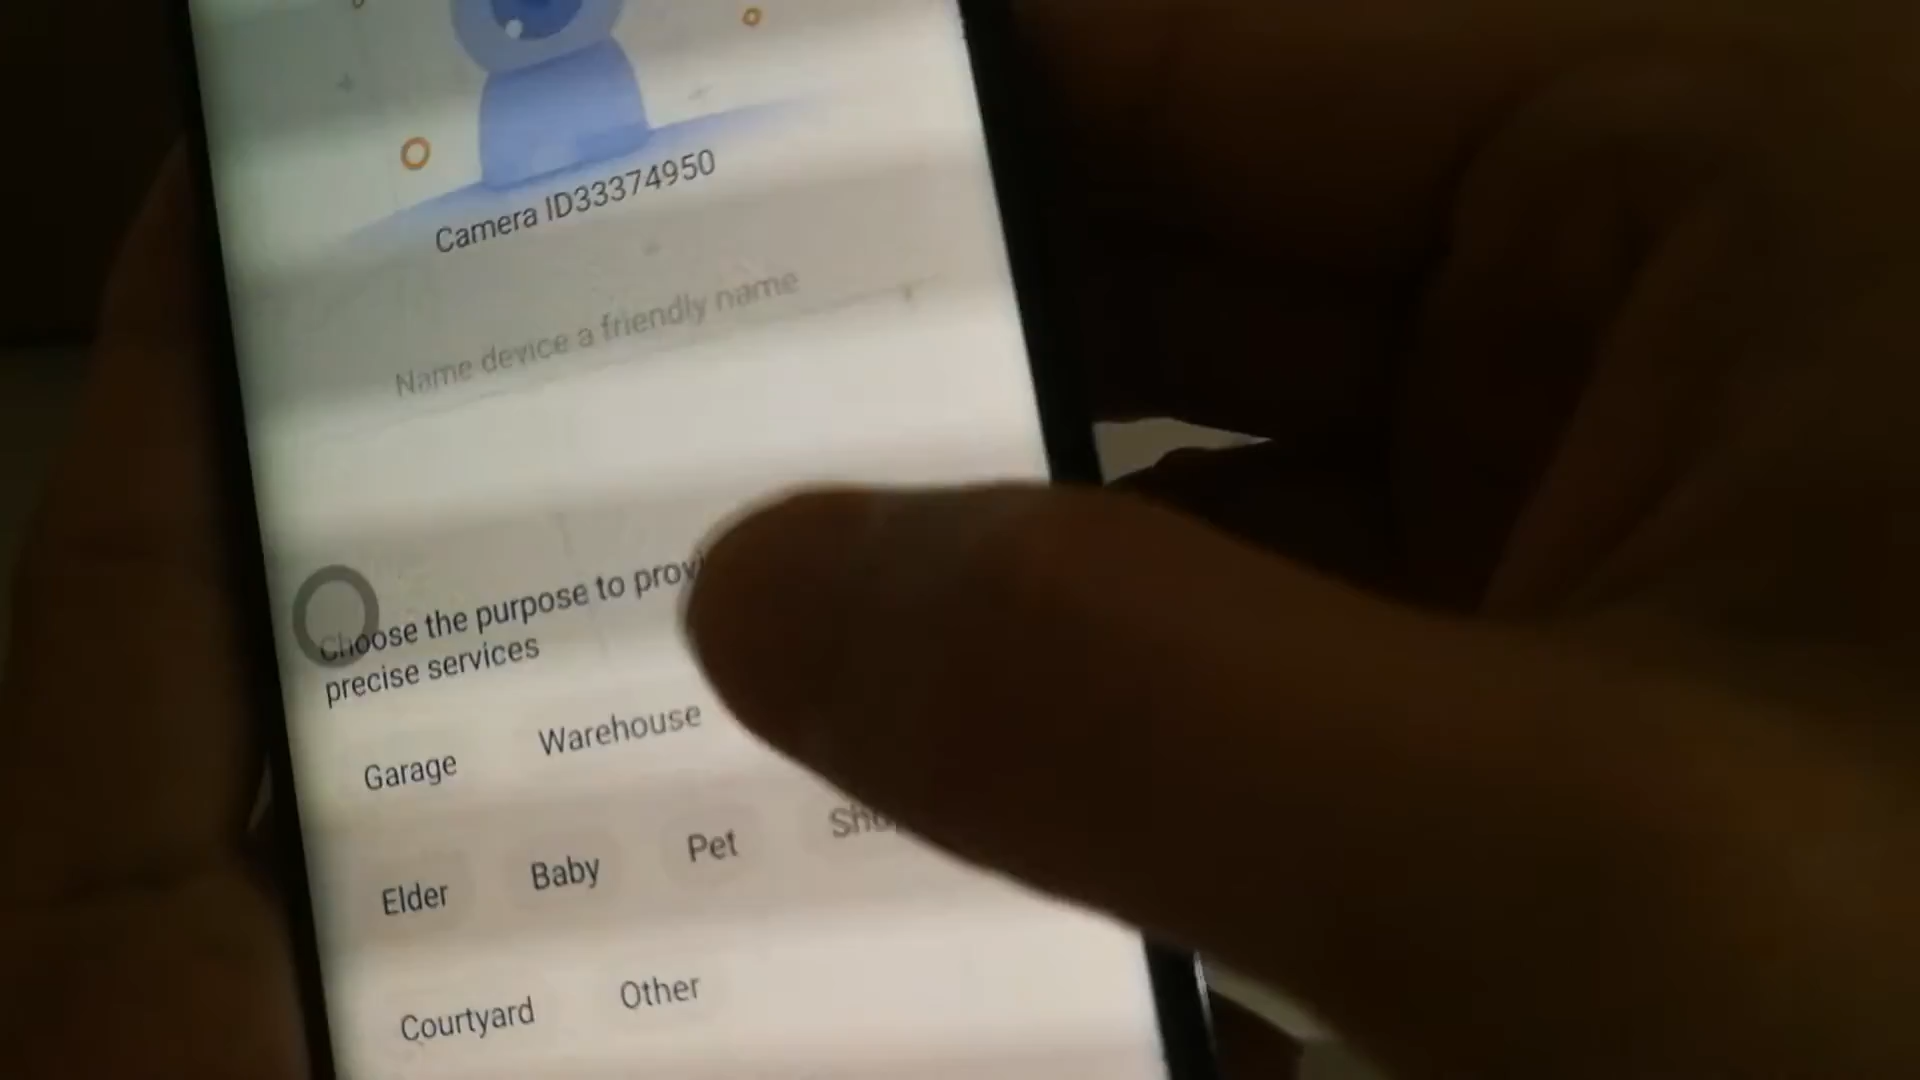 Camera ID33374950
Name device a friendly name
Choose the purpose to
precise services
Garage Warehouse
Elder Baby Pet
Courtyard Other